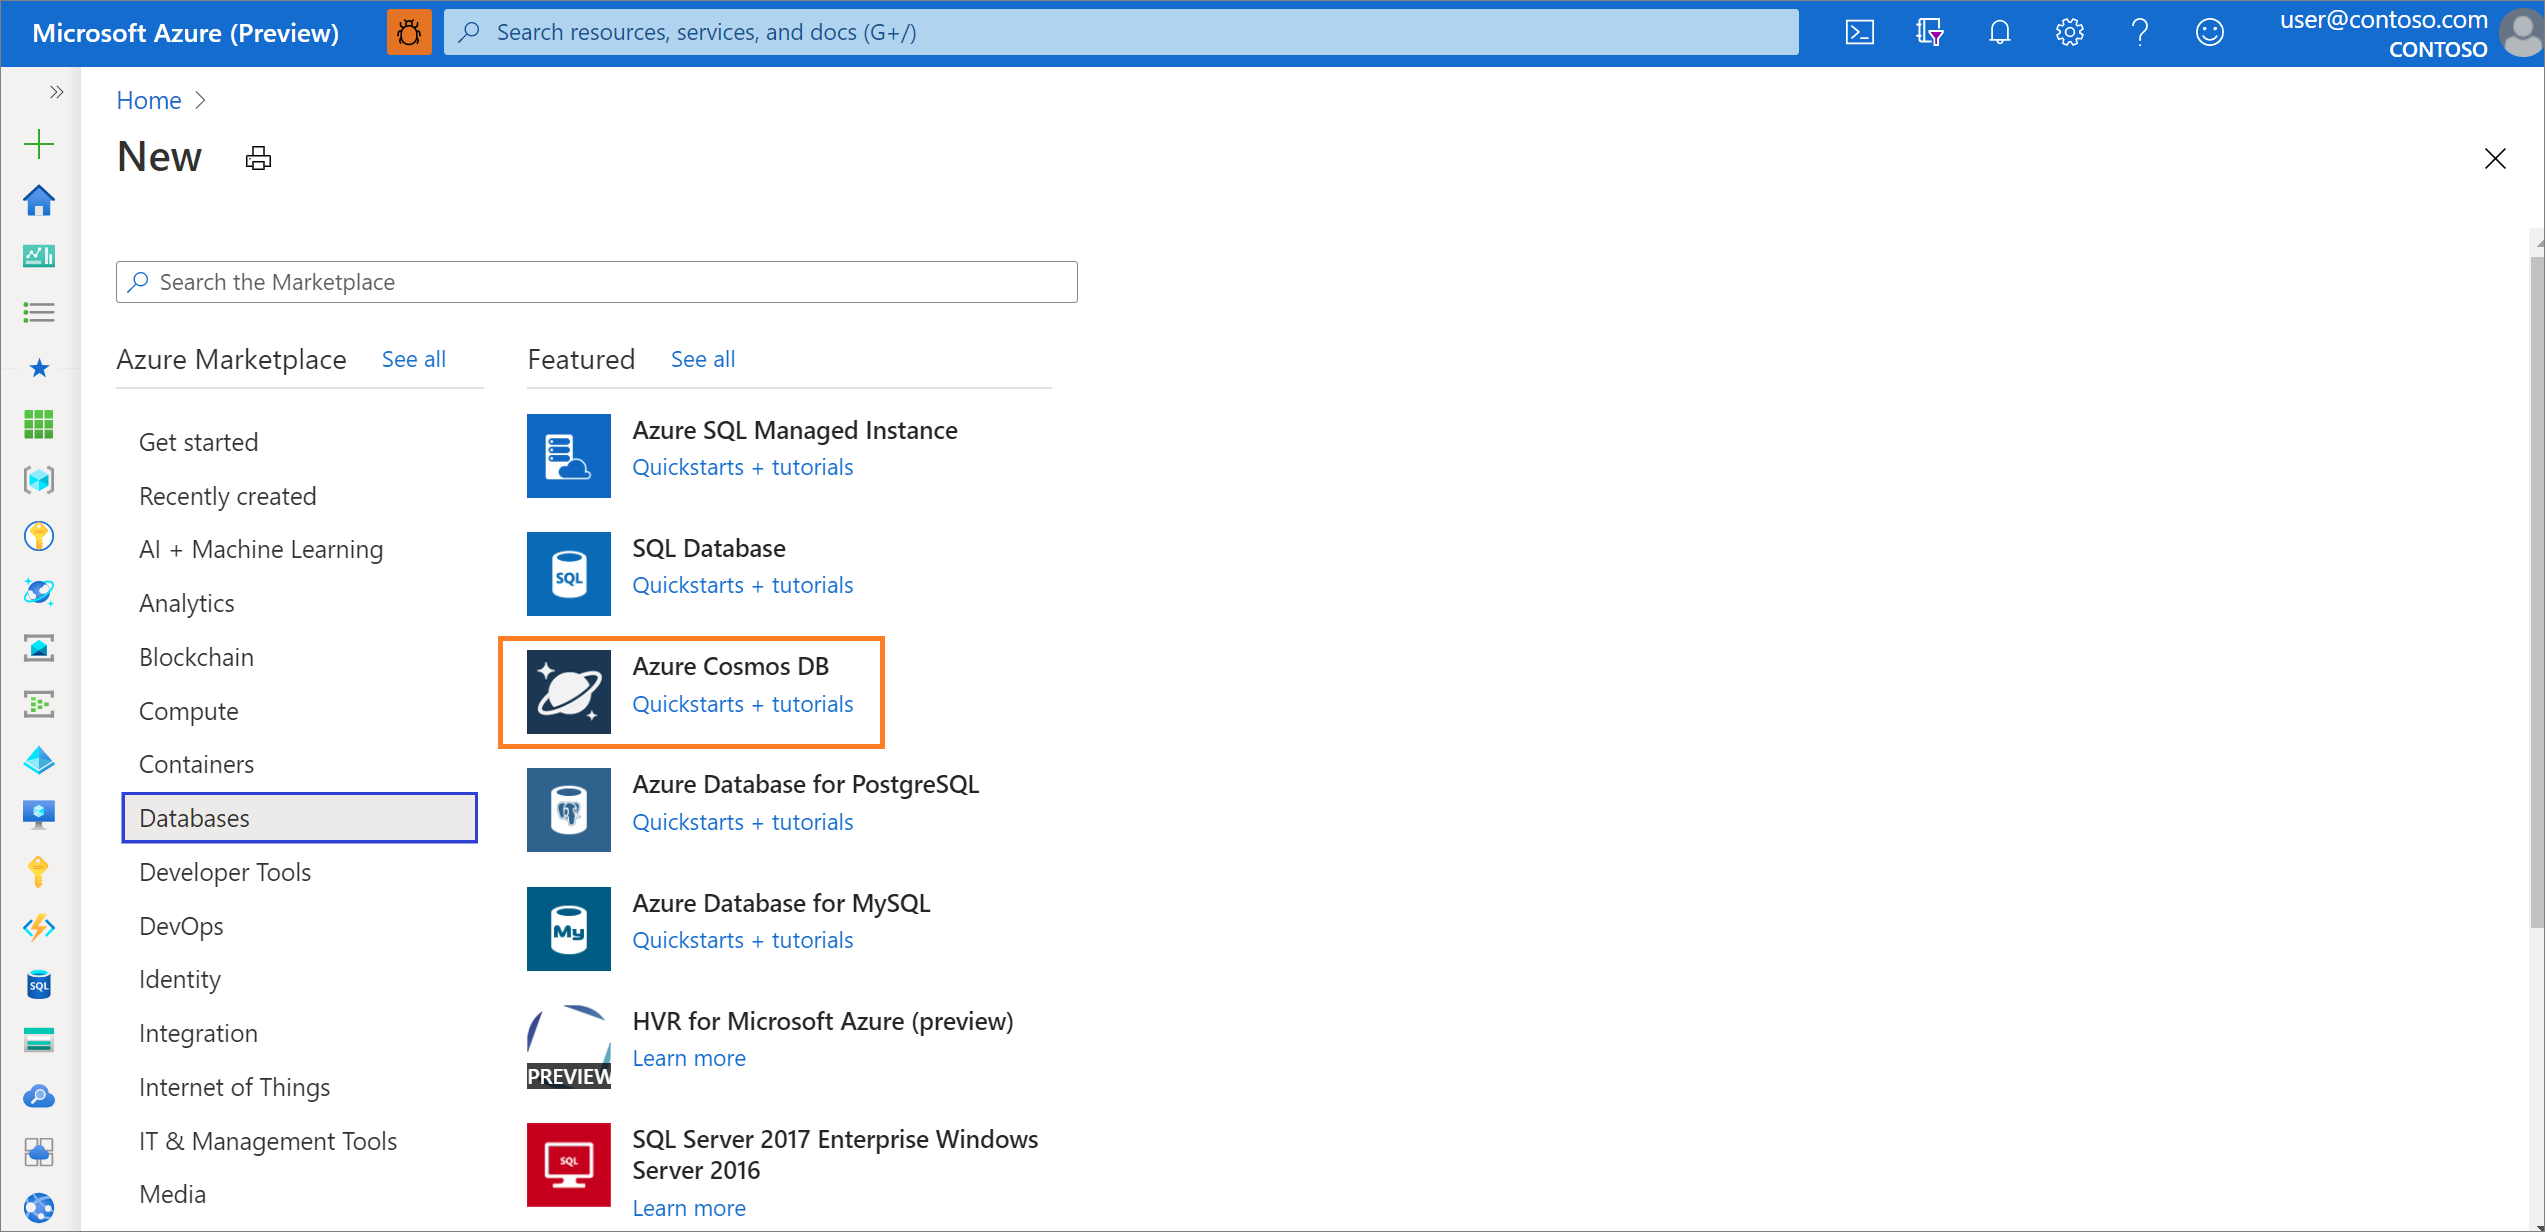 Microsoft Azure (Preview)
Search resources, services, and docs (G+/)
user@contoso.com
CONTOSO
Home
New
Search the Marketplace
Azure Marketplace See all
Get started
Recently created
AI + Machine Learning
Analytics
Blockchain
Compute
Containers
Databases
Developer Tools
DevOps
Identity
Integration
Internet of Things
IT & Management Tools
Media
Featured See all
Azure SQL Managed Instance
Quickstarts + tutorials
SQL
SQL Database
Quickstarts + tutorials
Azure Cosmos DB
Quickstarts + tutorials
Azure Database for PostgreSQL
Quickstarts + tutorials
My
Azure Database for MySQL
Quickstarts + tutorials
PREVIEW
HVR for Microsoft Azure (preview)
Learn more
SQL
SQL Server 2017 Enterprise Windows
Server 2016
Learn more
SQL